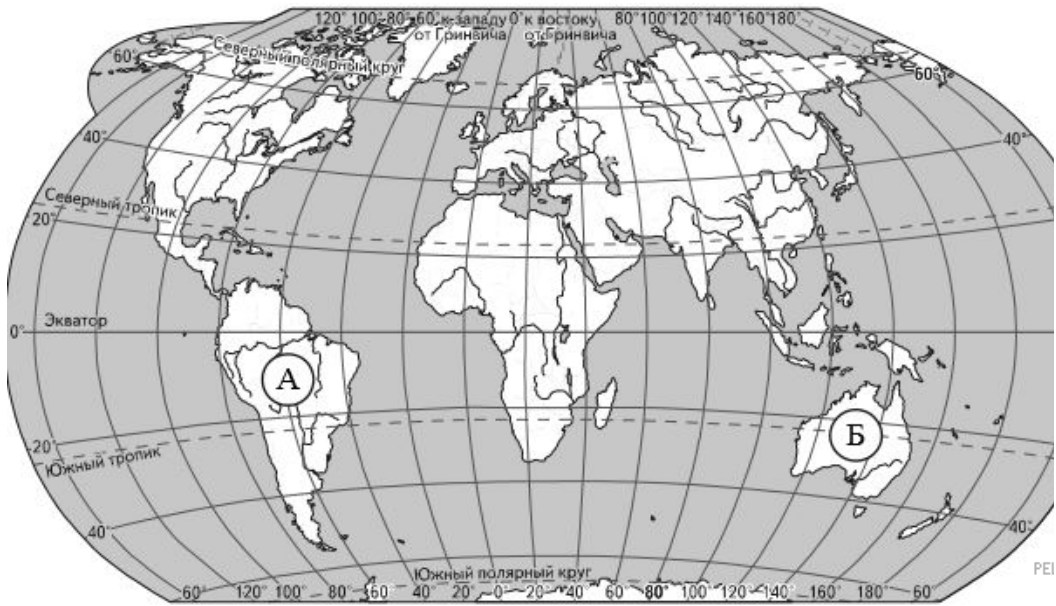 120° 100° 80° 60° к западу 0° к востоку 80° 100° 120° 140° 160° 180°
от Гринвича от Гринвича
Северный полярный круг
60° 60°
40° 40°
Северный тропик
20° 20°
Экватор
0° 0°
А
Б
20° 20°
Южный тропик
40° 40°
Южный полярный круг
60° 120° 100° 80° 60° 40° 20° 0° 20° 40° 60° 80° 100° 120° 140° 160° 180° 60°